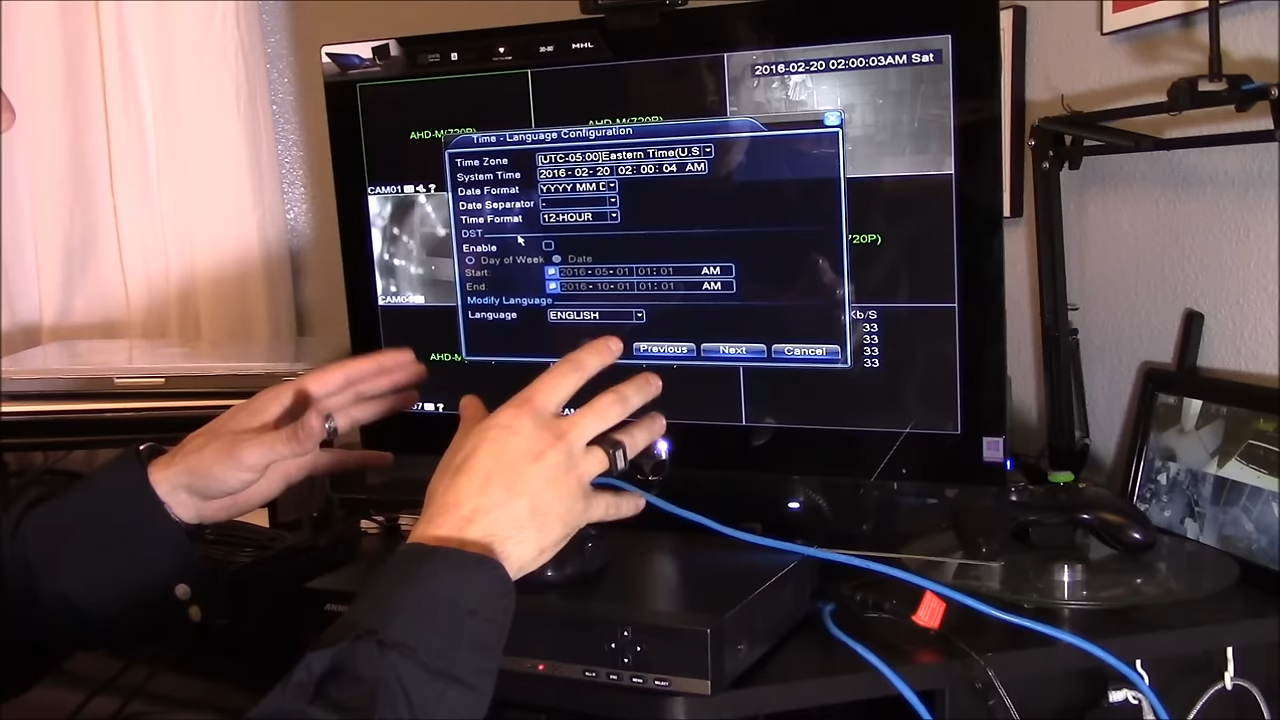 MHL
2016-02-20 02:00:03AM Sat
AHD-M(720P)
AHD-M(720P)
Time - Language Configuration
Time Zone [UTC-05:00]Eastern Time(U.S
System Time 2016-02-20 02:00:04 AM
CAM01 ?
Date Format YYYY MM D
Date Separator -
Time Format 12-HOUR
DST
720P)
Enable
Day of Week Date
Start: 2016-05-01 01:01 AM
End: 2016-10-01 01:01 AM
CAM04
Modify Language
Language ENGLISH
Kb/S
33
33
33
33
Previous Next Cancel
AHD-M
?
ESC MENU SELECT